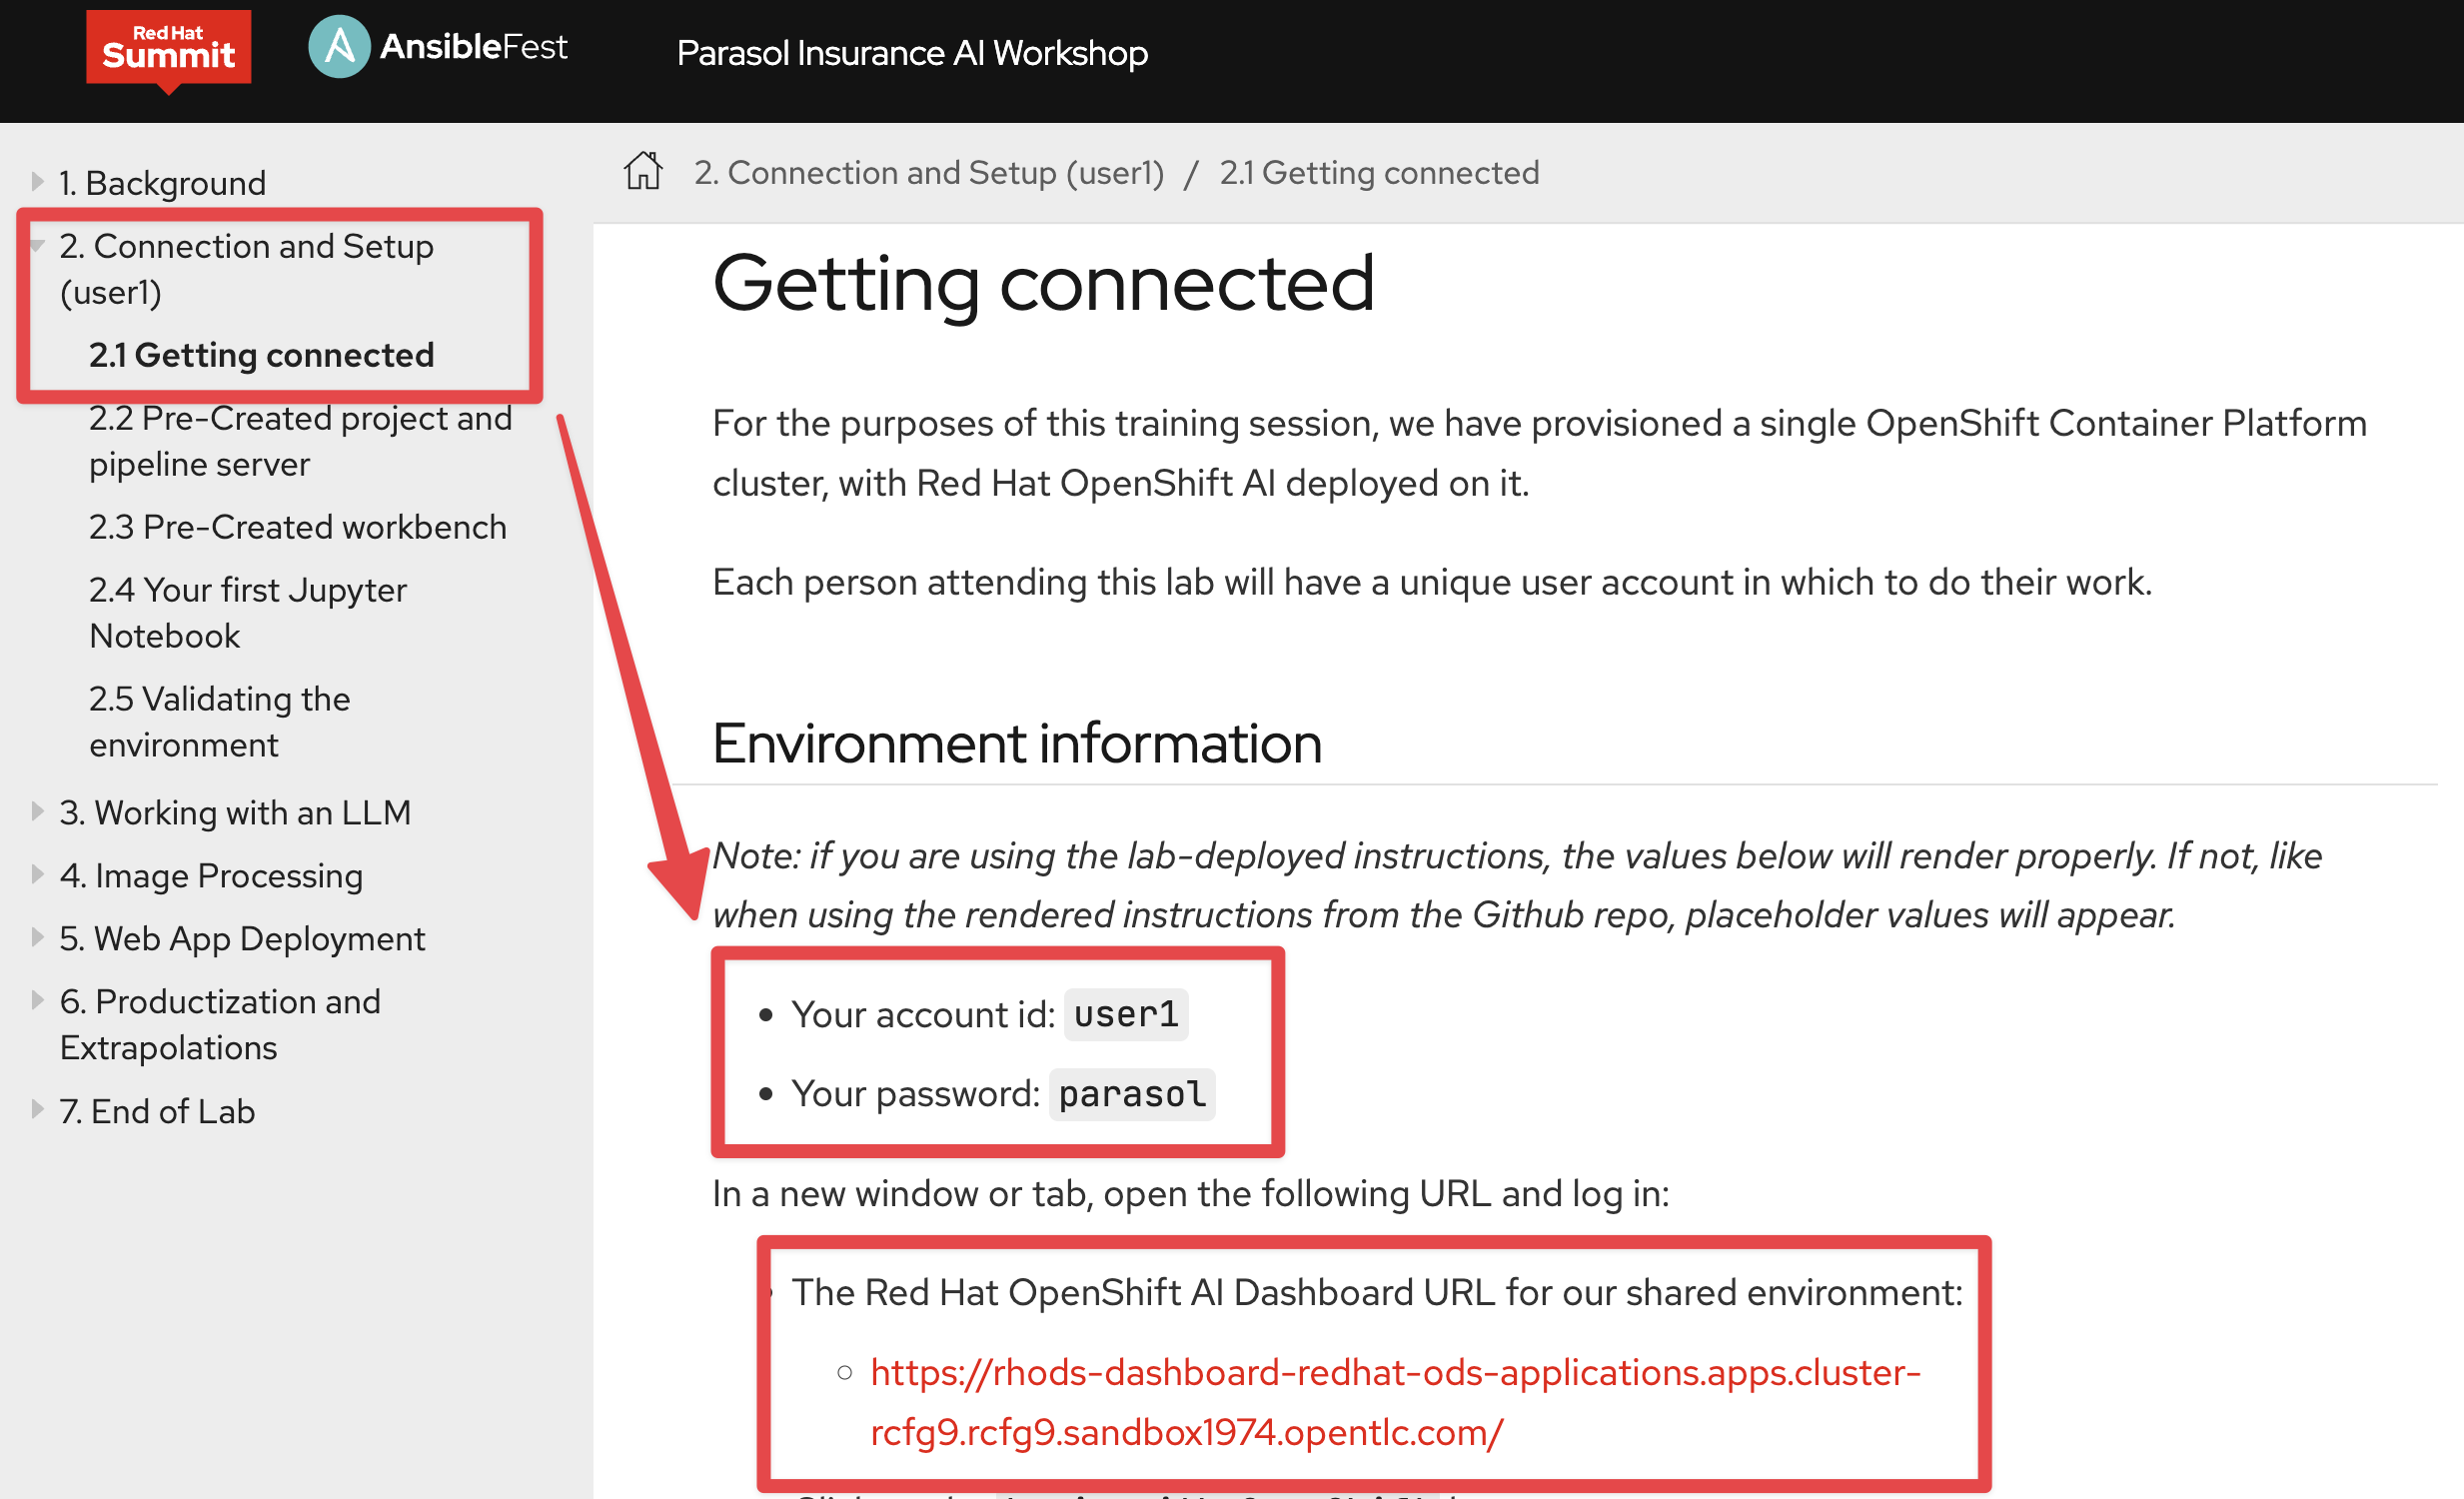 Red Hat
Summit
AnsibleFest
Parasol Insurance AI Workshop
1. Background
2. Connection and Setup
(user1)
2.1 Getting connected
2.2 Pre-Created project and
pipeline server
2.3 Pre-Created workbench
2.4 Your first Jupyter
Notebook
2.5 Validating the
environment
3. Working with an LLM
4. Image Processing
5. Web App Deployment
6. Productization and
Extrapolations
7. End of Lab
2. Connection and Setup (user1) / 2.1 Getting connected
Getting connected
For the purposes of this training session, we have provisioned a single OpenShift Container Platform
cluster, with Red Hat OpenShift AI deployed on it.
Each person attending this lab will have a unique user account in which to do their work.
Environment information
Note: if you are using the lab-deployed instructions, the values below will render properly. If not, like
when using the rendered instructions from the Github repo, placeholder values will appear.
• Your account id: user1
• Your password: parasol
In a new window or tab, open the following URL and log in:
The Red Hat OpenShift AI Dashboard URL for our shared environment:
◦ https://rhods-dashboard-redhat-ods-applications.apps.cluster-
rcfg9.rcfg9.sandbox1974.opentlc.com/